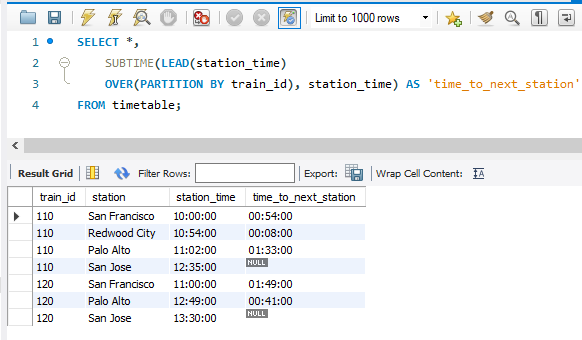 Limit to 1000 rows
1 SELECT *,
2 SUBTIME(LEAD(station_time)
3 OVER(PARTITION BY train_id), station_time) AS 'time_to_next_station'
4 FROM timetable;
Result Grid Filter Rows: Export: Wrap Cell Content: IA
train_id station station_time time_to_next_station
110 San Francisco 10:00:00 00:54:00
110 Redwood City 10:54:00 00:08:00
110 Palo Alto 11:02:00 01:33:00
110 San Jose 12:35:00 NULL
120 San Francisco 11:00:00 01:49:00
120 Palo Alto 12:49:00 00:41:00
120 San Jose 13:30:00 NULL